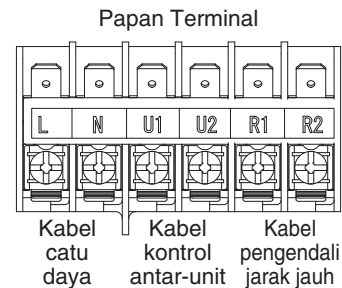 Papan Terminal
L N U1 U2 R1 R2
Kabel catu daya
Kabel kontrol antar-unit
Kabel pengendali jarak jauh